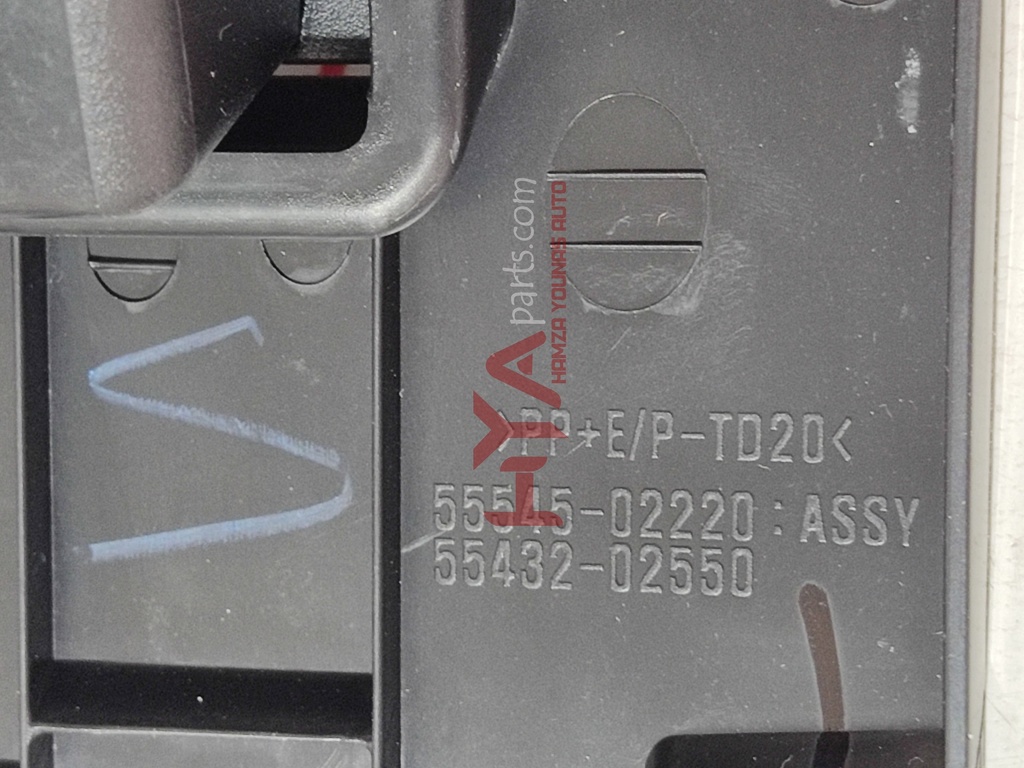 >PP+E/P-TD20<
55545-02220:ASSY
55432-02550
HYAparts.com
HAMZA YOUNAS AUTO